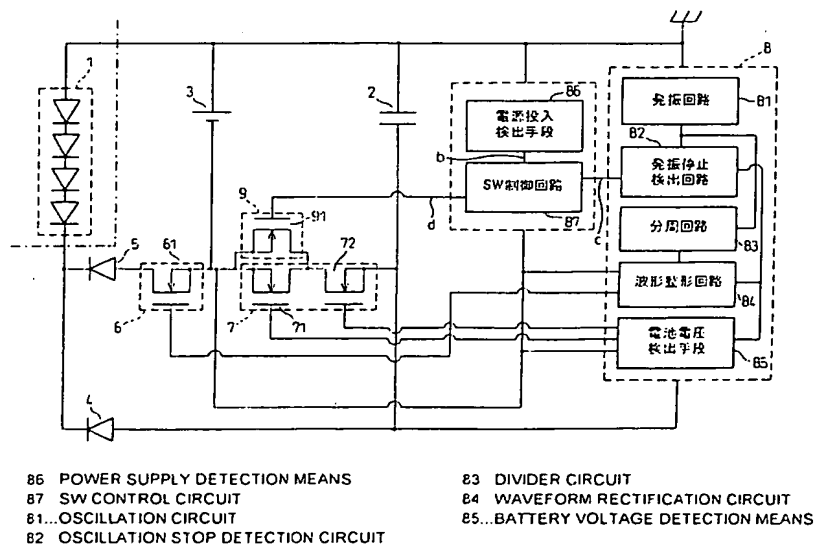 8
1
86
3
2
電源投入
検出手段
発振回路
81
82
b
発振停止
検出回路
9
91
SW制御回路
d
87
c
分周回路
83
5
61
72
波形整形回路
84
6
7
71
電池電圧
検出手段
85
4
86 POWER SUPPLY DETECTION MEANS
87 SW CONTROL CIRCUIT
81...OSCILLATION CIRCUIT
82 OSCILLATION STOP DETECTION CIRCUIT
83 DIVIDER CIRCUIT
84 WAVEFORM RECTIFICATION CIRCUIT
85...BATTERY VOLTAGE DETECTION MEANS